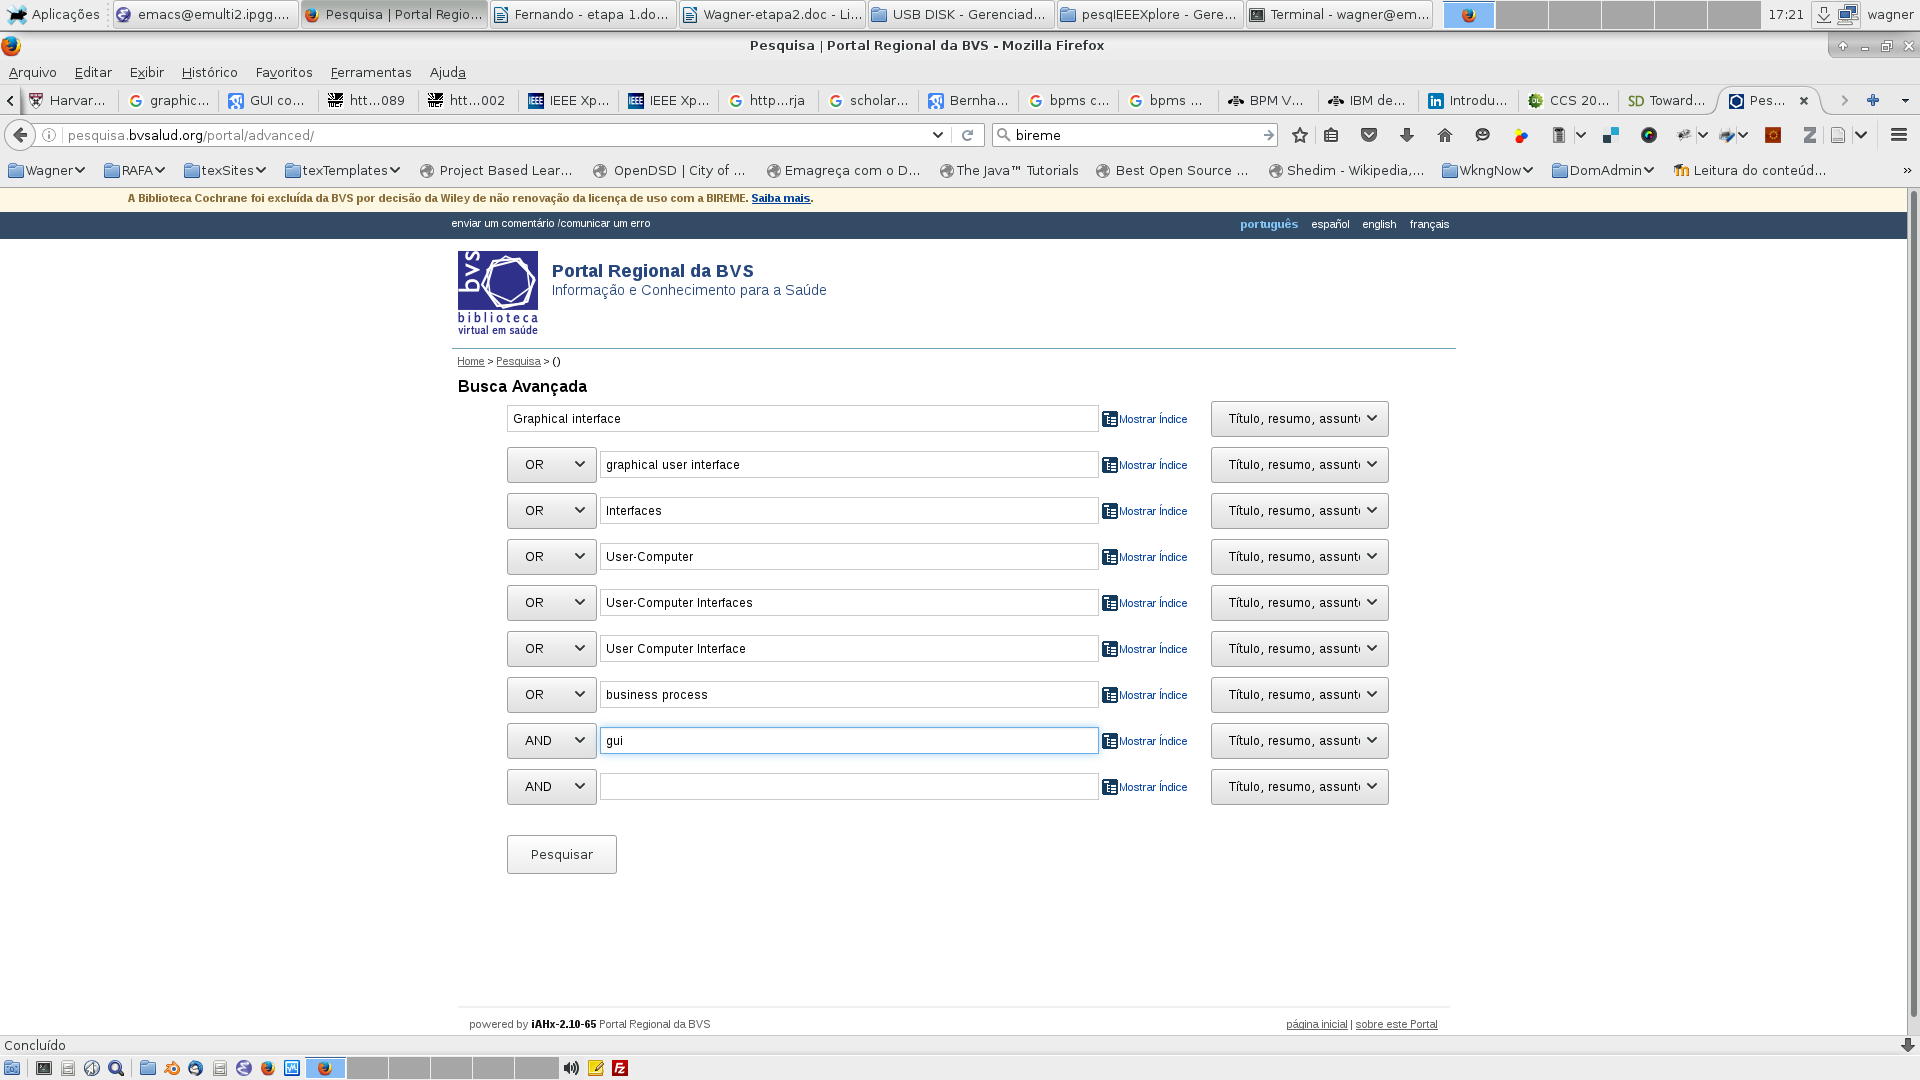 Aplicações emacs@emulti2.ipgg.... Pesquisa | Portal Regio... Fernando - etapa 1.do... Wagner-etapa2.doc - Li... USB DISK - Gerenciad... pesqIEEEXplore - Gere... Terminal - wagner@em... 17:21 wagner
Pesquisa | Portal Regional da BVS - Mozilla Firefox
Arquivo Editar Exibir Histórico Favoritos Ferramentas Ajuda
Harvar... graphic... GUI co... htt...089 htt...002 IEEE Xp... IEEE Xp... http...rja scholar... Bernha... bpms c... bpms ... BPM V... IBM de... Introdu... CCS 20... Toward... Pes...
pesquisa.bvsalud.org/portal/advanced/ bireme
Wagner RAFA texSites texTemplates Project Based Lear... OpenDSD | City of ... Emagreça com o D... The Java™ Tutorials Best Open Source ... Shedim - Wikipedia,... WkngNow DomAdmin Leitura do conteúd... »
A Biblioteca Cochrane foi excluída da BVS por decisão da Wiley de não renovação da licença de uso com a BIREME. Saiba mais.
enviar um comentário /comunicar um erro português español english français
bvs
biblioteca
virtual em saúde
Portal Regional da BVS
Informação e Conhecimento para a Saúde
Home > Pesquisa > ()
Busca Avançada
Graphical interface Mostrar Índice Título, resumo, assunt
OR graphical user interface Mostrar Índice Título, resumo, assunt
OR Interfaces Mostrar Índice Título, resumo, assunt
OR User-Computer Mostrar Índice Título, resumo, assunt
OR User-Computer Interfaces Mostrar Índice Título, resumo, assunt
OR User Computer Interface Mostrar Índice Título, resumo, assunt
OR business process Mostrar Índice Título, resumo, assunt
AND gui Mostrar Índice Título, resumo, assunt
AND Mostrar Índice Título, resumo, assunt
Pesquisar
powered by iAHx-2.10-65 Portal Regional da BVS página inicial | sobre este Portal
Concluído